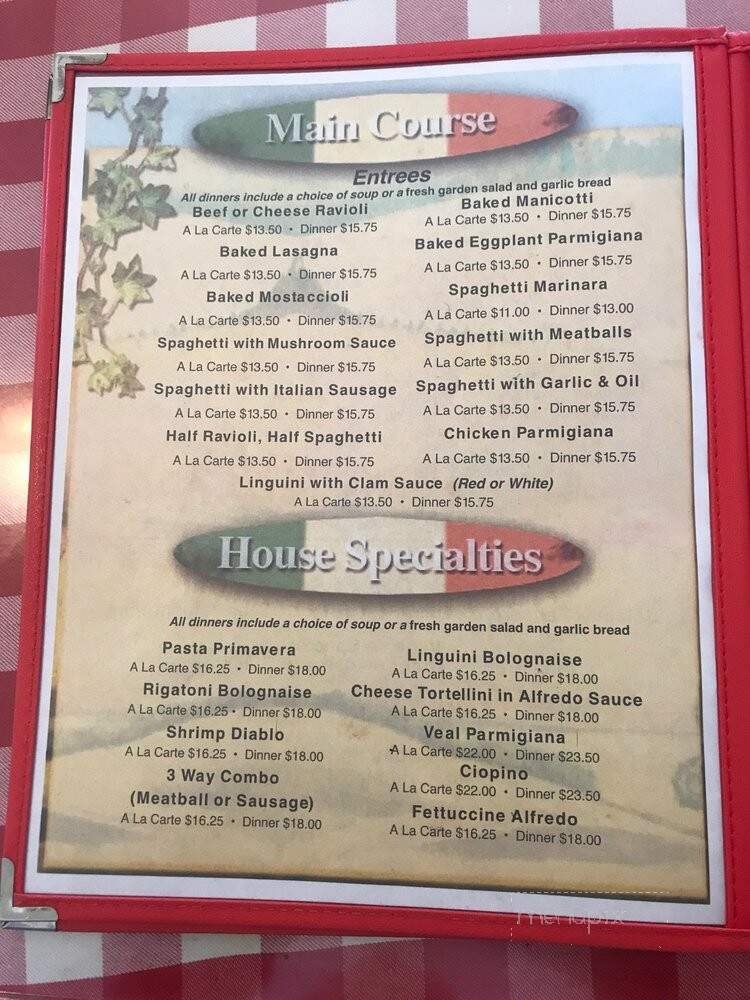 Main Course
Entrees
All dinners include a choice of soup or a fresh garden salad and garlic bread
Beef or Cheese Ravioli
A La Carte $13.50 • Dinner $15.75
Baked Lasagna
A La Carte $13.50 • Dinner $15.75
Baked Mostaccioli
A La Carte $13.50 • Dinner $15.75
Spaghetti with Mushroom Sauce
A La Carte $13.50 • Dinner $15.75
Spaghetti with Italian Sausage
A La Carte $13.50 • Dinner $15.75
Half Ravioli, Half Spaghetti
A La Carte $13.50 • Dinner $15.75
Baked Manicotti
A La Carte $13.50 • Dinner $15.75
Baked Eggplant Parmigiana
A La Carte $13.50 • Dinner $15.75
Spaghetti Marinara
A La Carte $11.00 • Dinner $13.00
Spaghetti with Meatballs
A La Carte $13.50 • Dinner $15.75
Spaghetti with Garlic & Oil
A La Carte $13.50 • Dinner $15.75
Chicken Parmigiana
A La Carte $13.50 • Dinner $15.75
Linguini with Clam Sauce (Red or White)
A La Carte $13.50 • Dinner $15.75
House Specialties
All dinners include a choice of soup or a fresh garden salad and garlic bread
Pasta Primavera
A La Carte $16.25 • Dinner $18.00
Rigatoni Bolognaise
A La Carte $16.25 • Dinner $18.00
Shrimp Diablo
A La Carte $16.25 • Dinner $18.00
3 Way Combo
(Meatball or Sausage)
A La Carte $16.25 • Dinner $18.00
Linguini Bolognaise
A La Carte $16.25 • Dinner $18.00
Cheese Tortellini in Alfredo Sauce
A La Carte $16.25 • Dinner $18.00
Veal Parmigiana
A La Carte $22.00 • Dinner $23.50
Ciopino
A La Carte $22.00 • Dinner $23.50
Fettuccine Alfredo
A La Carte $16.25 • Dinner $18.00
menupix